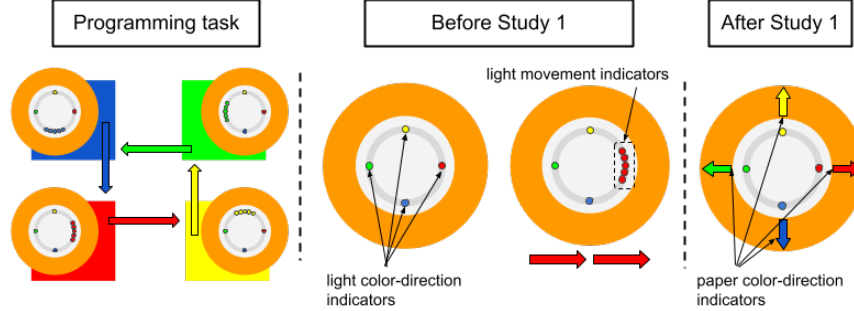 Programming task
Before Study 1
After Study 1
light movement indicators
light color-direction
indicators
paper color-direction
indicators